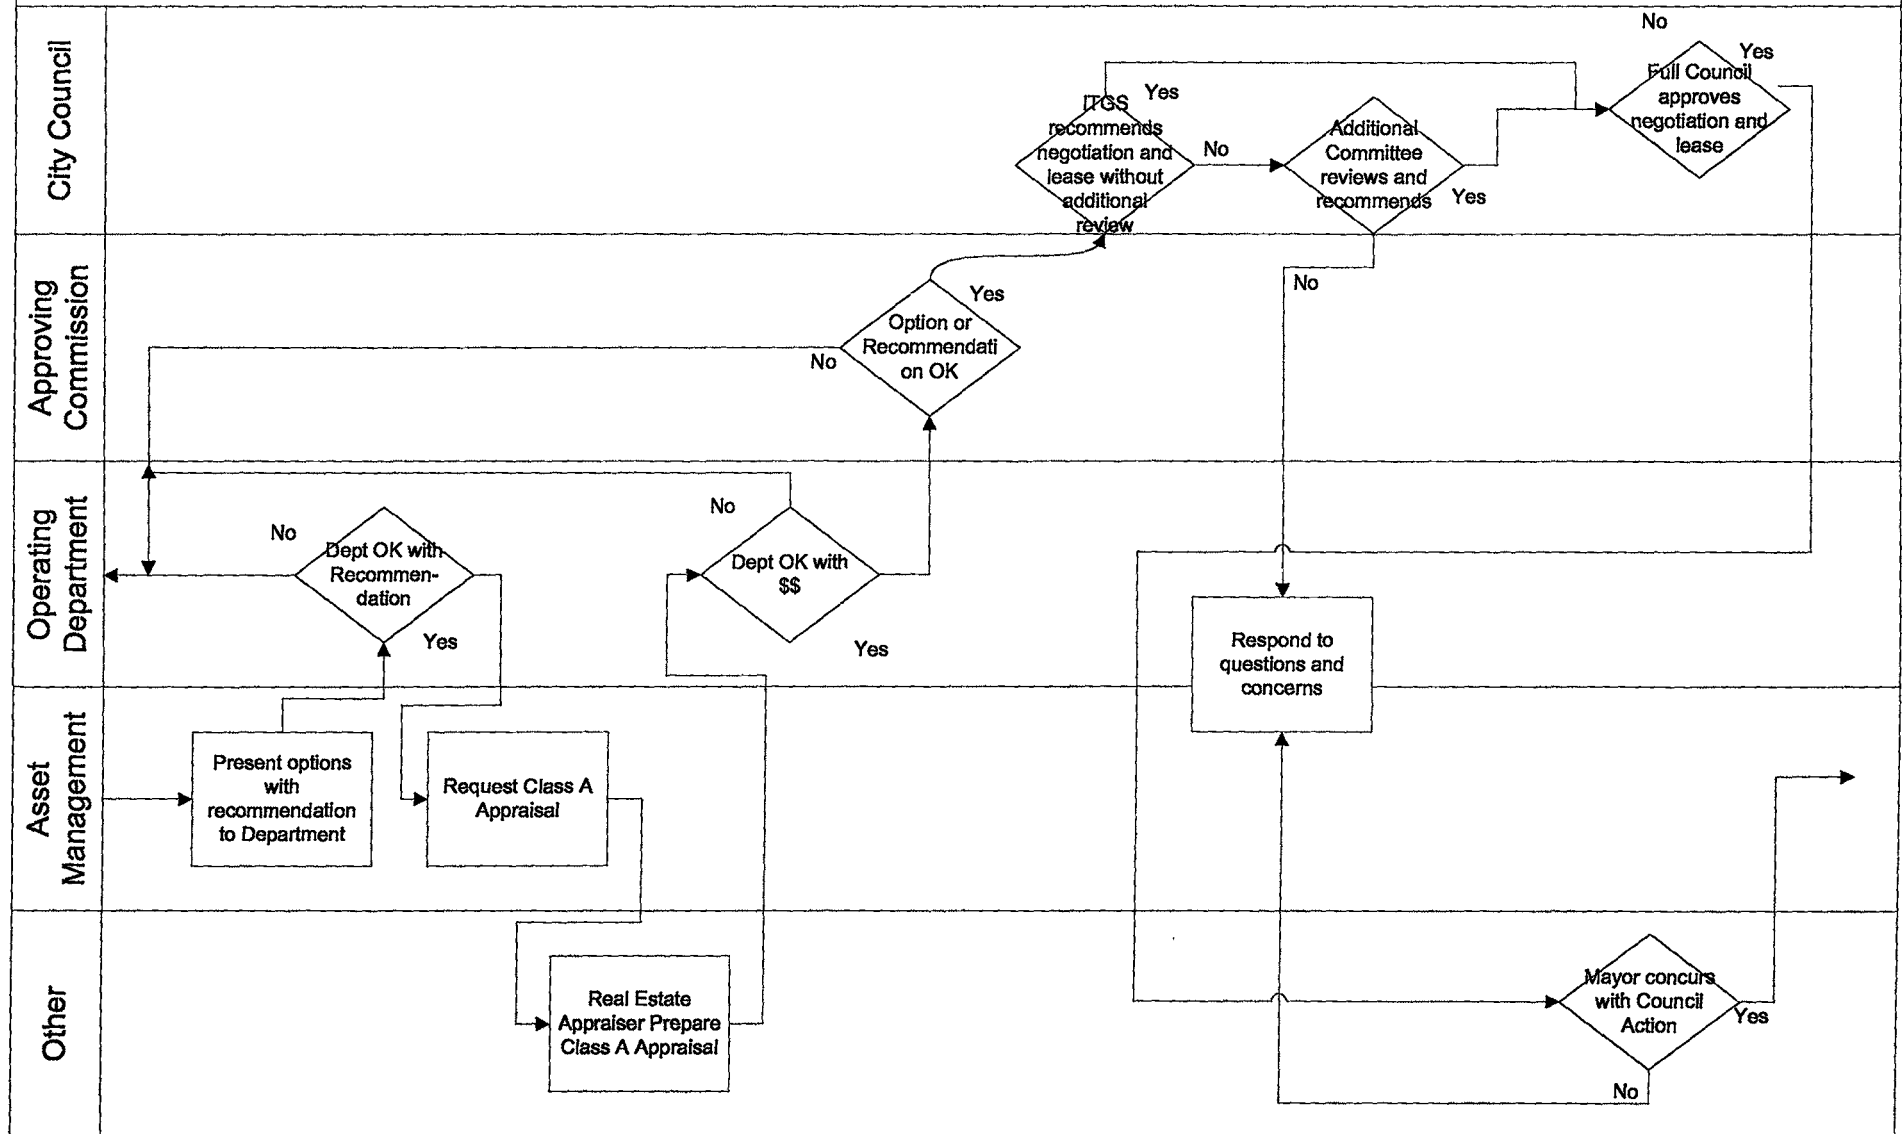 City Council
No
Yes
Full Council
approves
negotiation and
lease
Yes
ITGS
recommends
negotiation and
lease without
additional
review
No
Additional
Committee
reviews and
recommends
Yes
Approving
Commission
No
Yes
Option or
Recommendati
on OK
No
Operating
Department
No
Dept OK with
Recommen-
dation
Yes
No
Dept OK with
$$
Yes
Respond to
questions and
concerns
Asset
Management
Present options
with
recommendation
to Department
Request Class A
Appraisal
Other
Real Estate
Appraiser Prepare
Class A Appraisal
Mayor concurs
with Council
Action
Yes
No